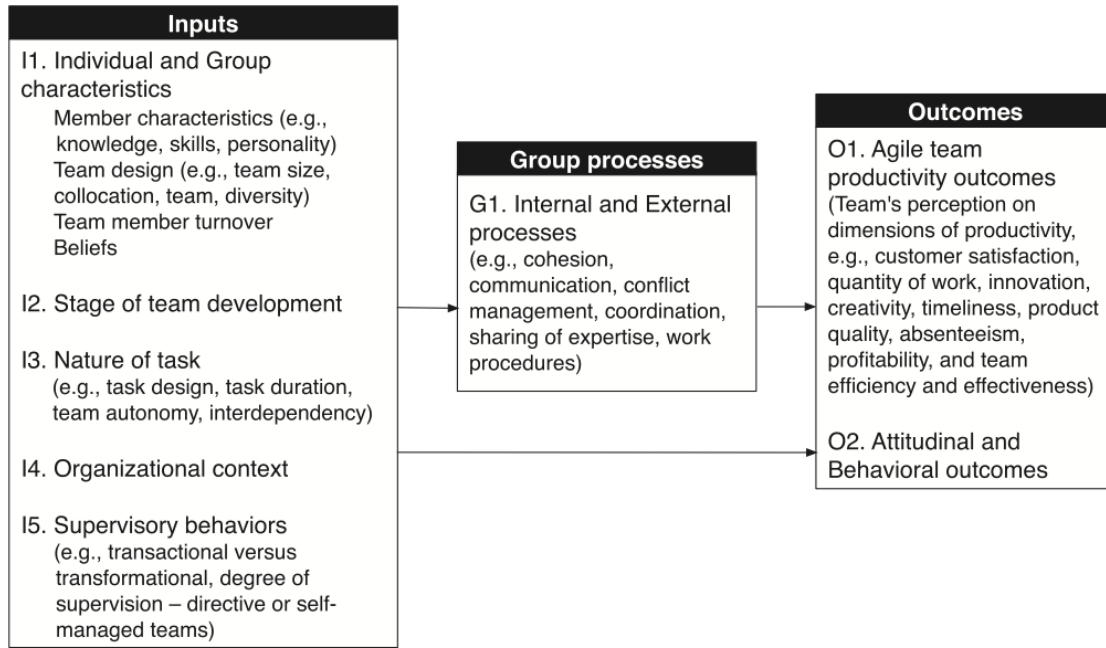 Inputs
I1. Individual and Group
characteristics
Member characteristics (e.g.,
knowledge, skills, personality)
Team design (e.g., team size,
collocation, team, diversity)
Team member turnover
Beliefs
I2. Stage of team development
I3. Nature of task
(e.g., task design, task duration,
team autonomy, interdependency)
I4. Organizational context
I5. Supervisory behaviors
(e.g., transactional versus
transformational, degree of
supervision – directive or self-
managed teams)
Group processes
G1. Internal and External
processes
(e.g., cohesion,
communication, conflict
management, coordination,
sharing of expertise, work
procedures)
Outcomes
O1. Agile team
productivity outcomes
(Team's perception on
dimensions of productivity,
e.g., customer satisfaction,
quantity of work, innovation,
creativity, timeliness, product
quality, absenteeism,
profitability, and team
efficiency and effectiveness)
O2. Attitudinal and
Behavioral outcomes